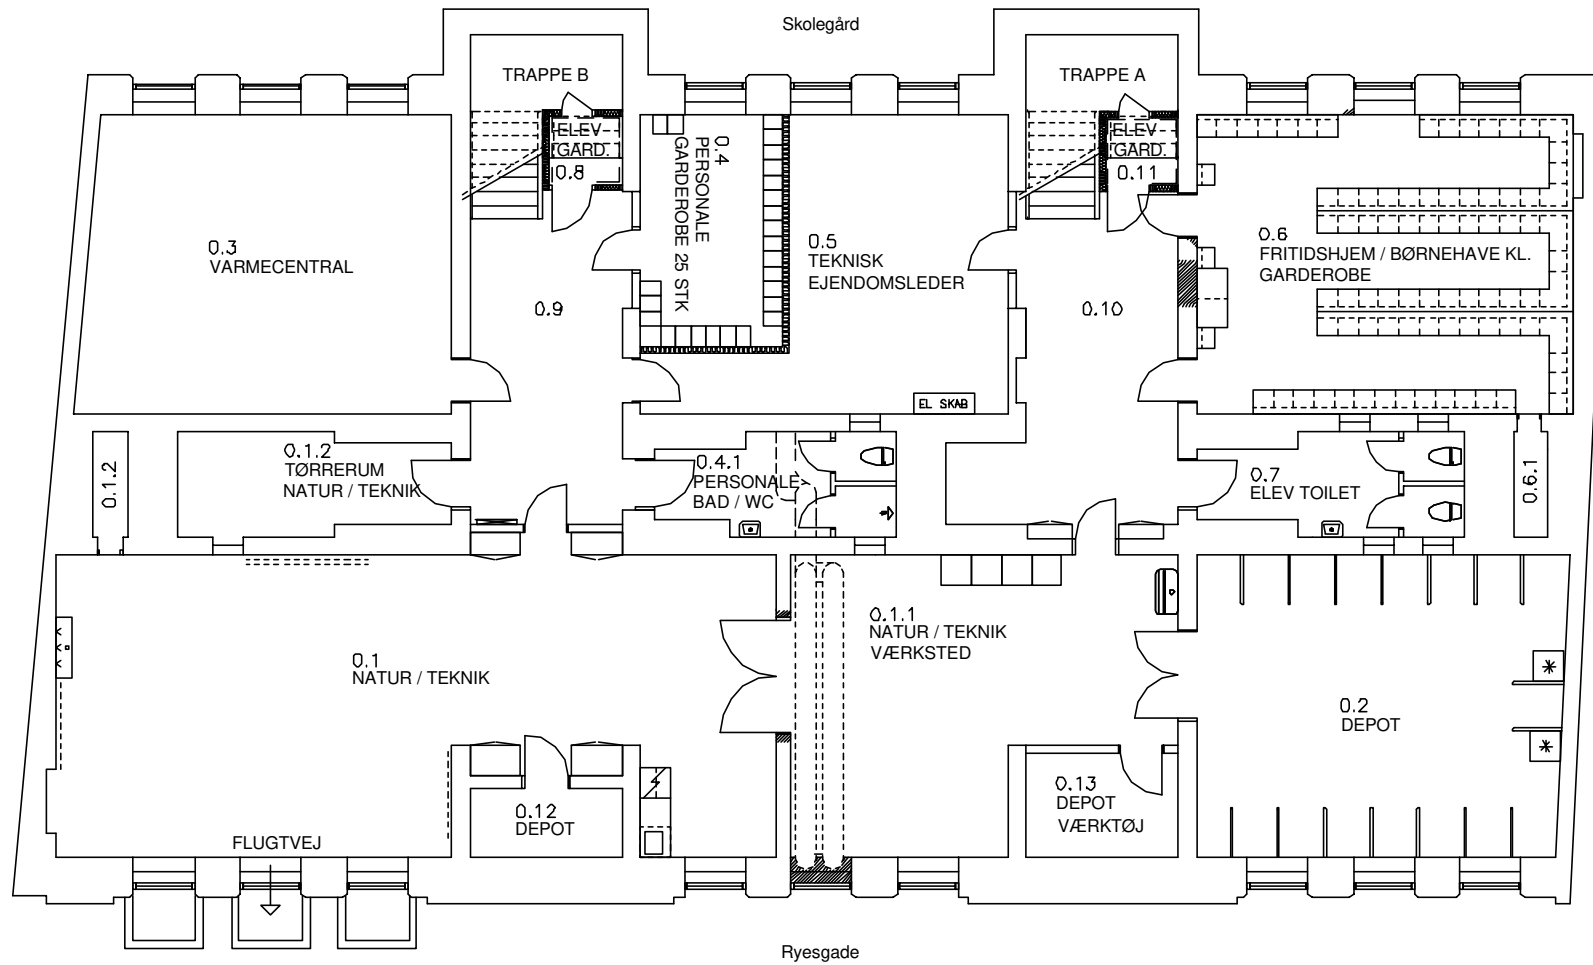 Skolegård
TRAPPE B
TRAPPE A
ELEV
GARD.
0.8
0.4
PERSONALE
GARDEROBE 25 STK
ELEV
GARD.
0.11
0.3
VARMECENTRAL
0.5
TEKNISK
EJENDOMSLEDER
0.6
FRITIDSHJEM / BØRNEHAVE KL.
GARDEROBE
0.9
0.10
EL SKAB
0.1.2
0.1.2
TØRRERUM
NATUR / TEKNIK
0.4.1
PERSONALE
BAD / WC
0.7
ELEV TOILET
0.6.1
0.1
NATUR / TEKNIK
0.1.1
NATUR / TEKNIK
VÆRKSTED
0.2
DEPOT
0.12
DEPOT
0.13
DEPOT
VÆRKTØJ
FLUGTVEJ
Ryesgade